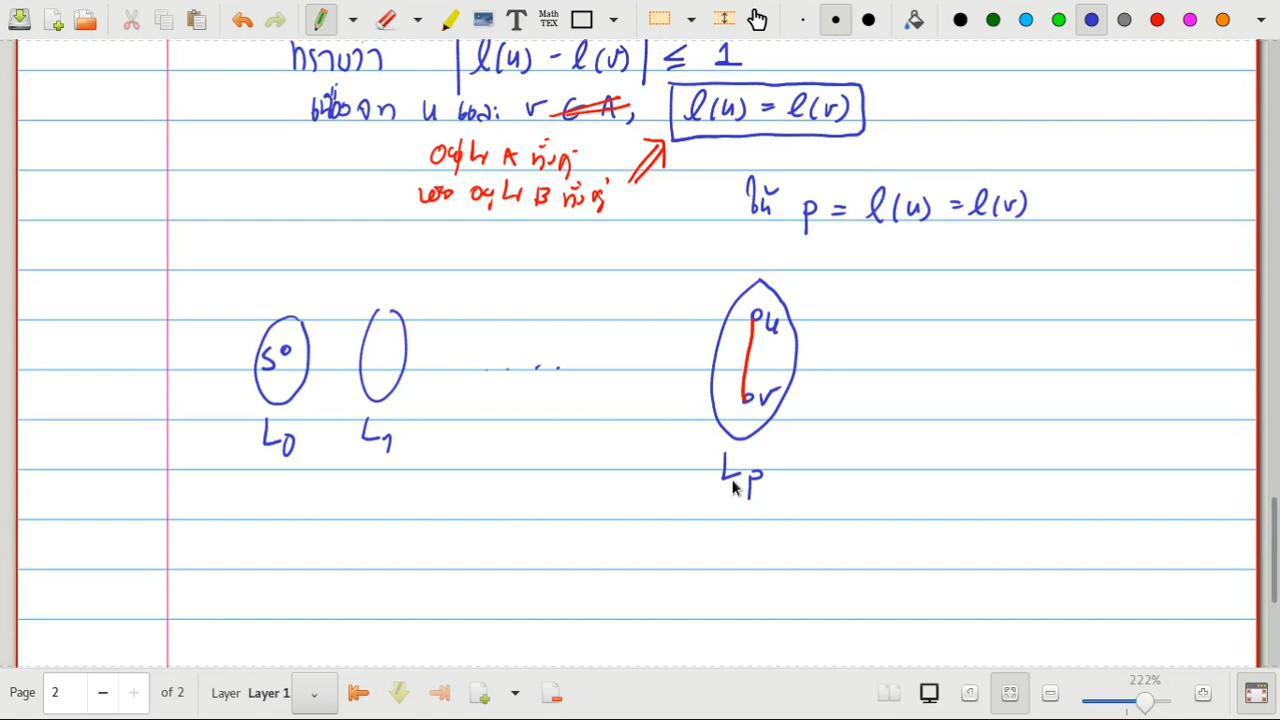 Math
TEX
ทราบว่า |l(u) - l(v)| ≤ 1
เนื่องจาก u และ v ∈ A, l(u) = l(v)
อยู่ใน A ทั้งคู่
หรือ อยู่ใน B ทั้งคู่
ให้ p = l(u) = l(v)
S
u
.....
v
L0
L1
Lp
Page 2 of 2
Layer Layer 1
222%